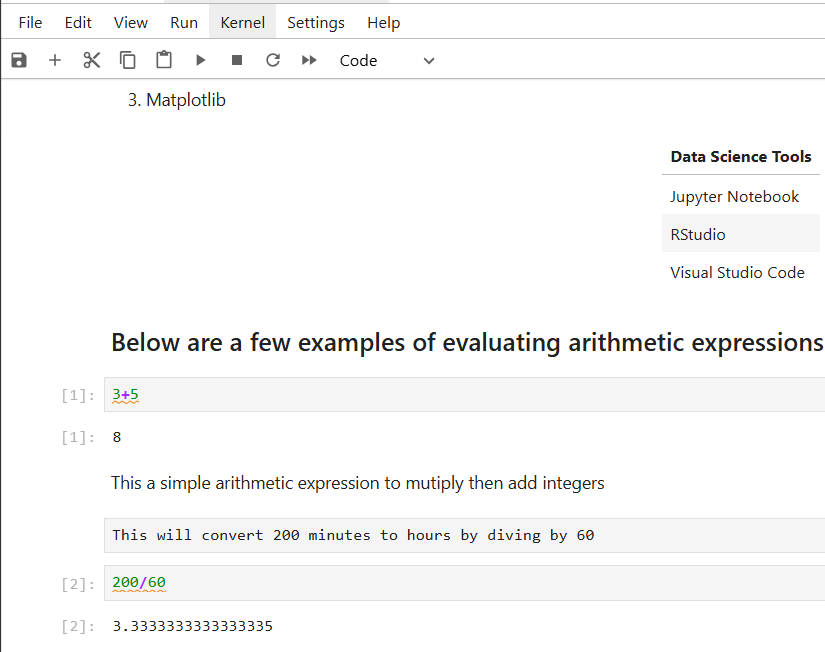 File Edit View Run Kernel Settings Help
Code
3. Matplotlib
Data Science Tools
Jupyter Notebook
RStudio
Visual Studio Code
Below are a few examples of evaluating arithmetic expressions
[1]: 3+5
[1]: 8
This a simple arithmetic expression to mutiply then add integers
This will convert 200 minutes to hours by diving by 60
[2]: 200/60
[2]: 3.3333333333333335